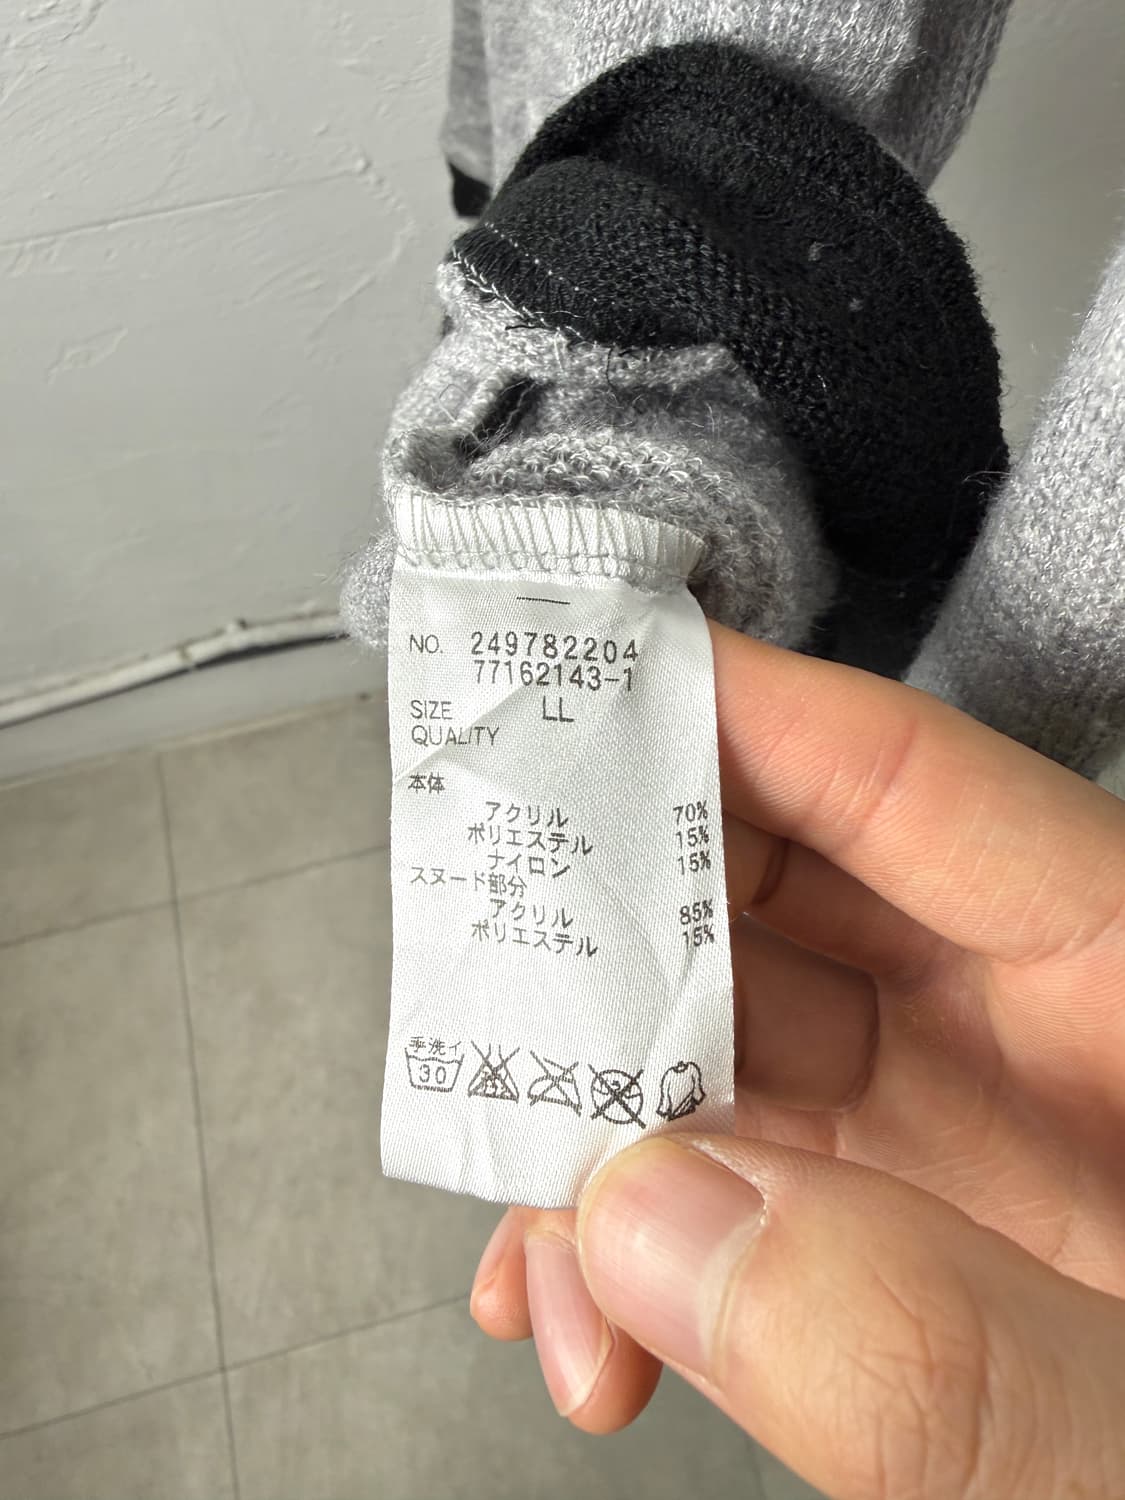 NO. 249782204
77162143-1
SIZE LL
QUALITY
本体
アクリル 70%
ポリエステル 15%
ナイロン 15%
スヌード部分
アクリル 85%
ポリエステル 15%
手洗イ
30